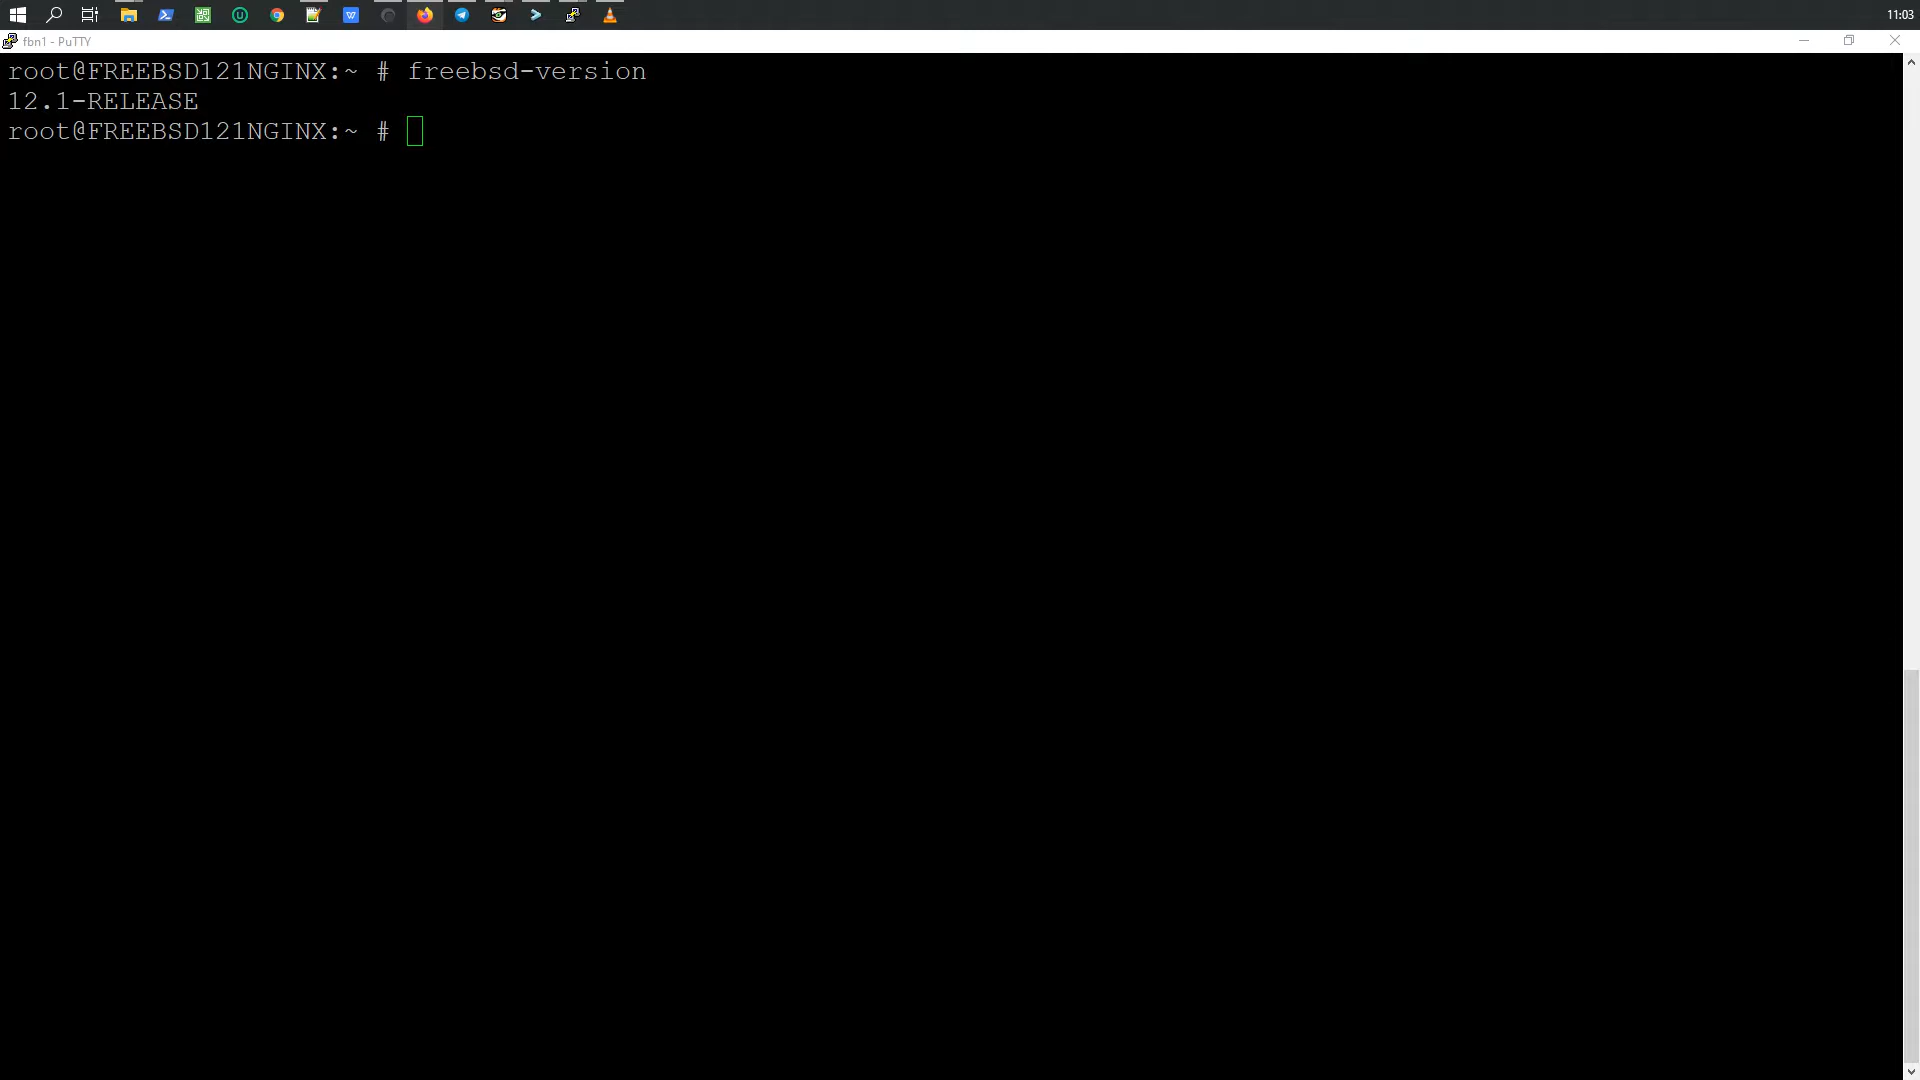 11:03
fbn1 - PuTTY
root@FREEBSD121NGINX:~ # freebsd-version
12.1-RELEASE
root@FREEBSD121NGINX:~ #